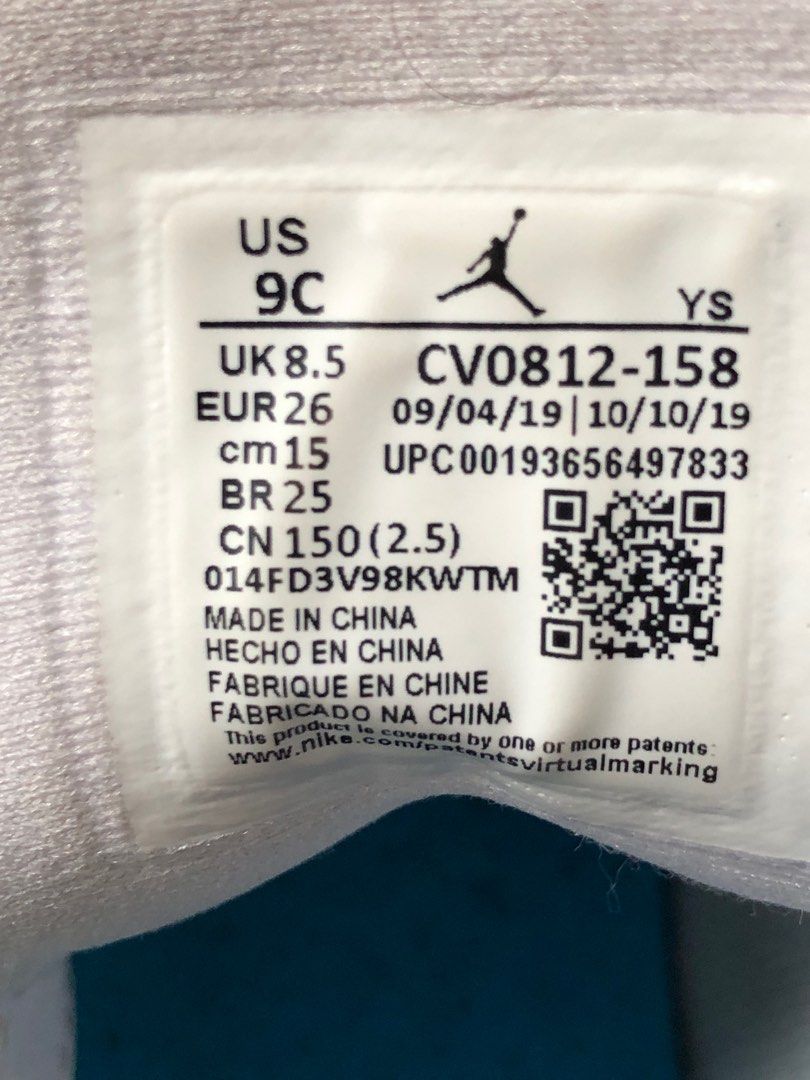 US
9C YS
UK 8.5 CV0812-158
EUR 26 09/04/19 | 10/10/19
cm 15 UPC00193656497833
BR 25
CN 150 (2.5)
014FD3V98KWTM
MADE IN CHINA
HECHO EN CHINA
FABRIQUE EN CHINE
FABRICADO NA CHINA
This product is covered by one or more patents:
www.nike.com/patentsvirtualmarking